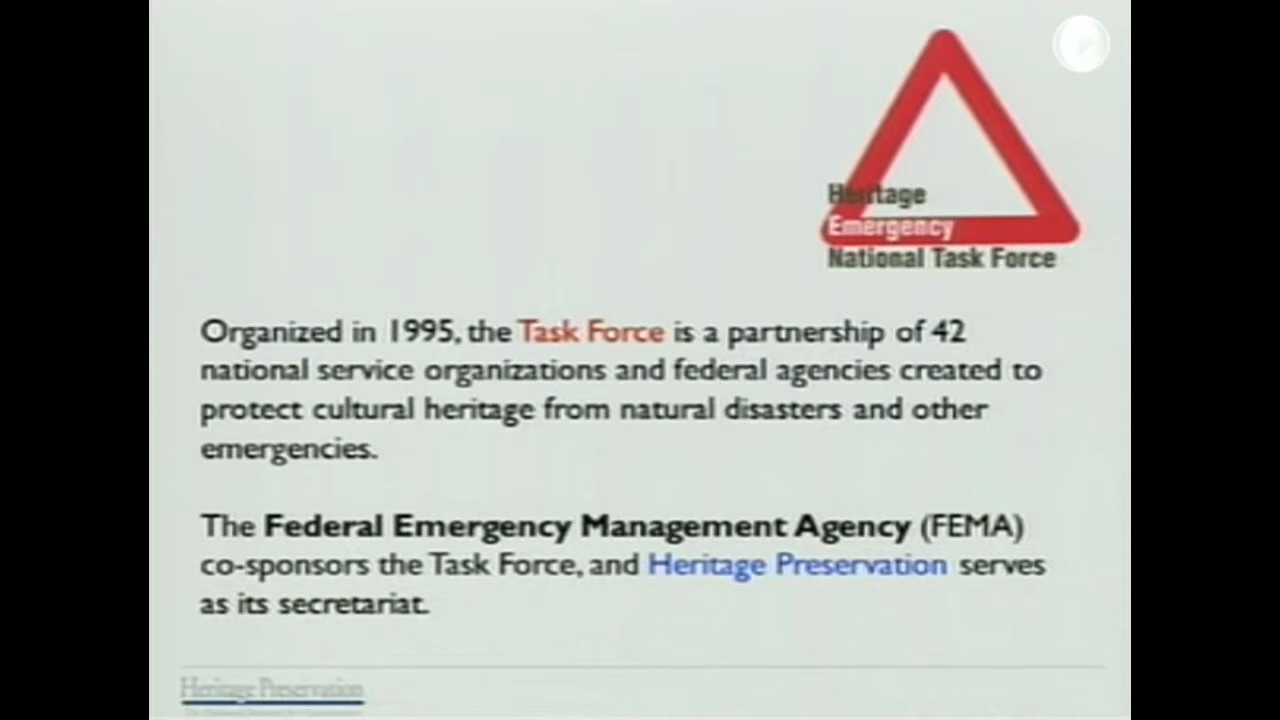 Heritage
Emergency
National Task Force
Organized in 1995, the Task Force is a partnership of 42
national service organizations and federal agencies created to
protect cultural heritage from natural disasters and other
emergencies.
The Federal Emergency Management Agency (FEMA)
co-sponsors the Task Force, and Heritage Preservation serves
as its secretariat.
Heritage Preservation